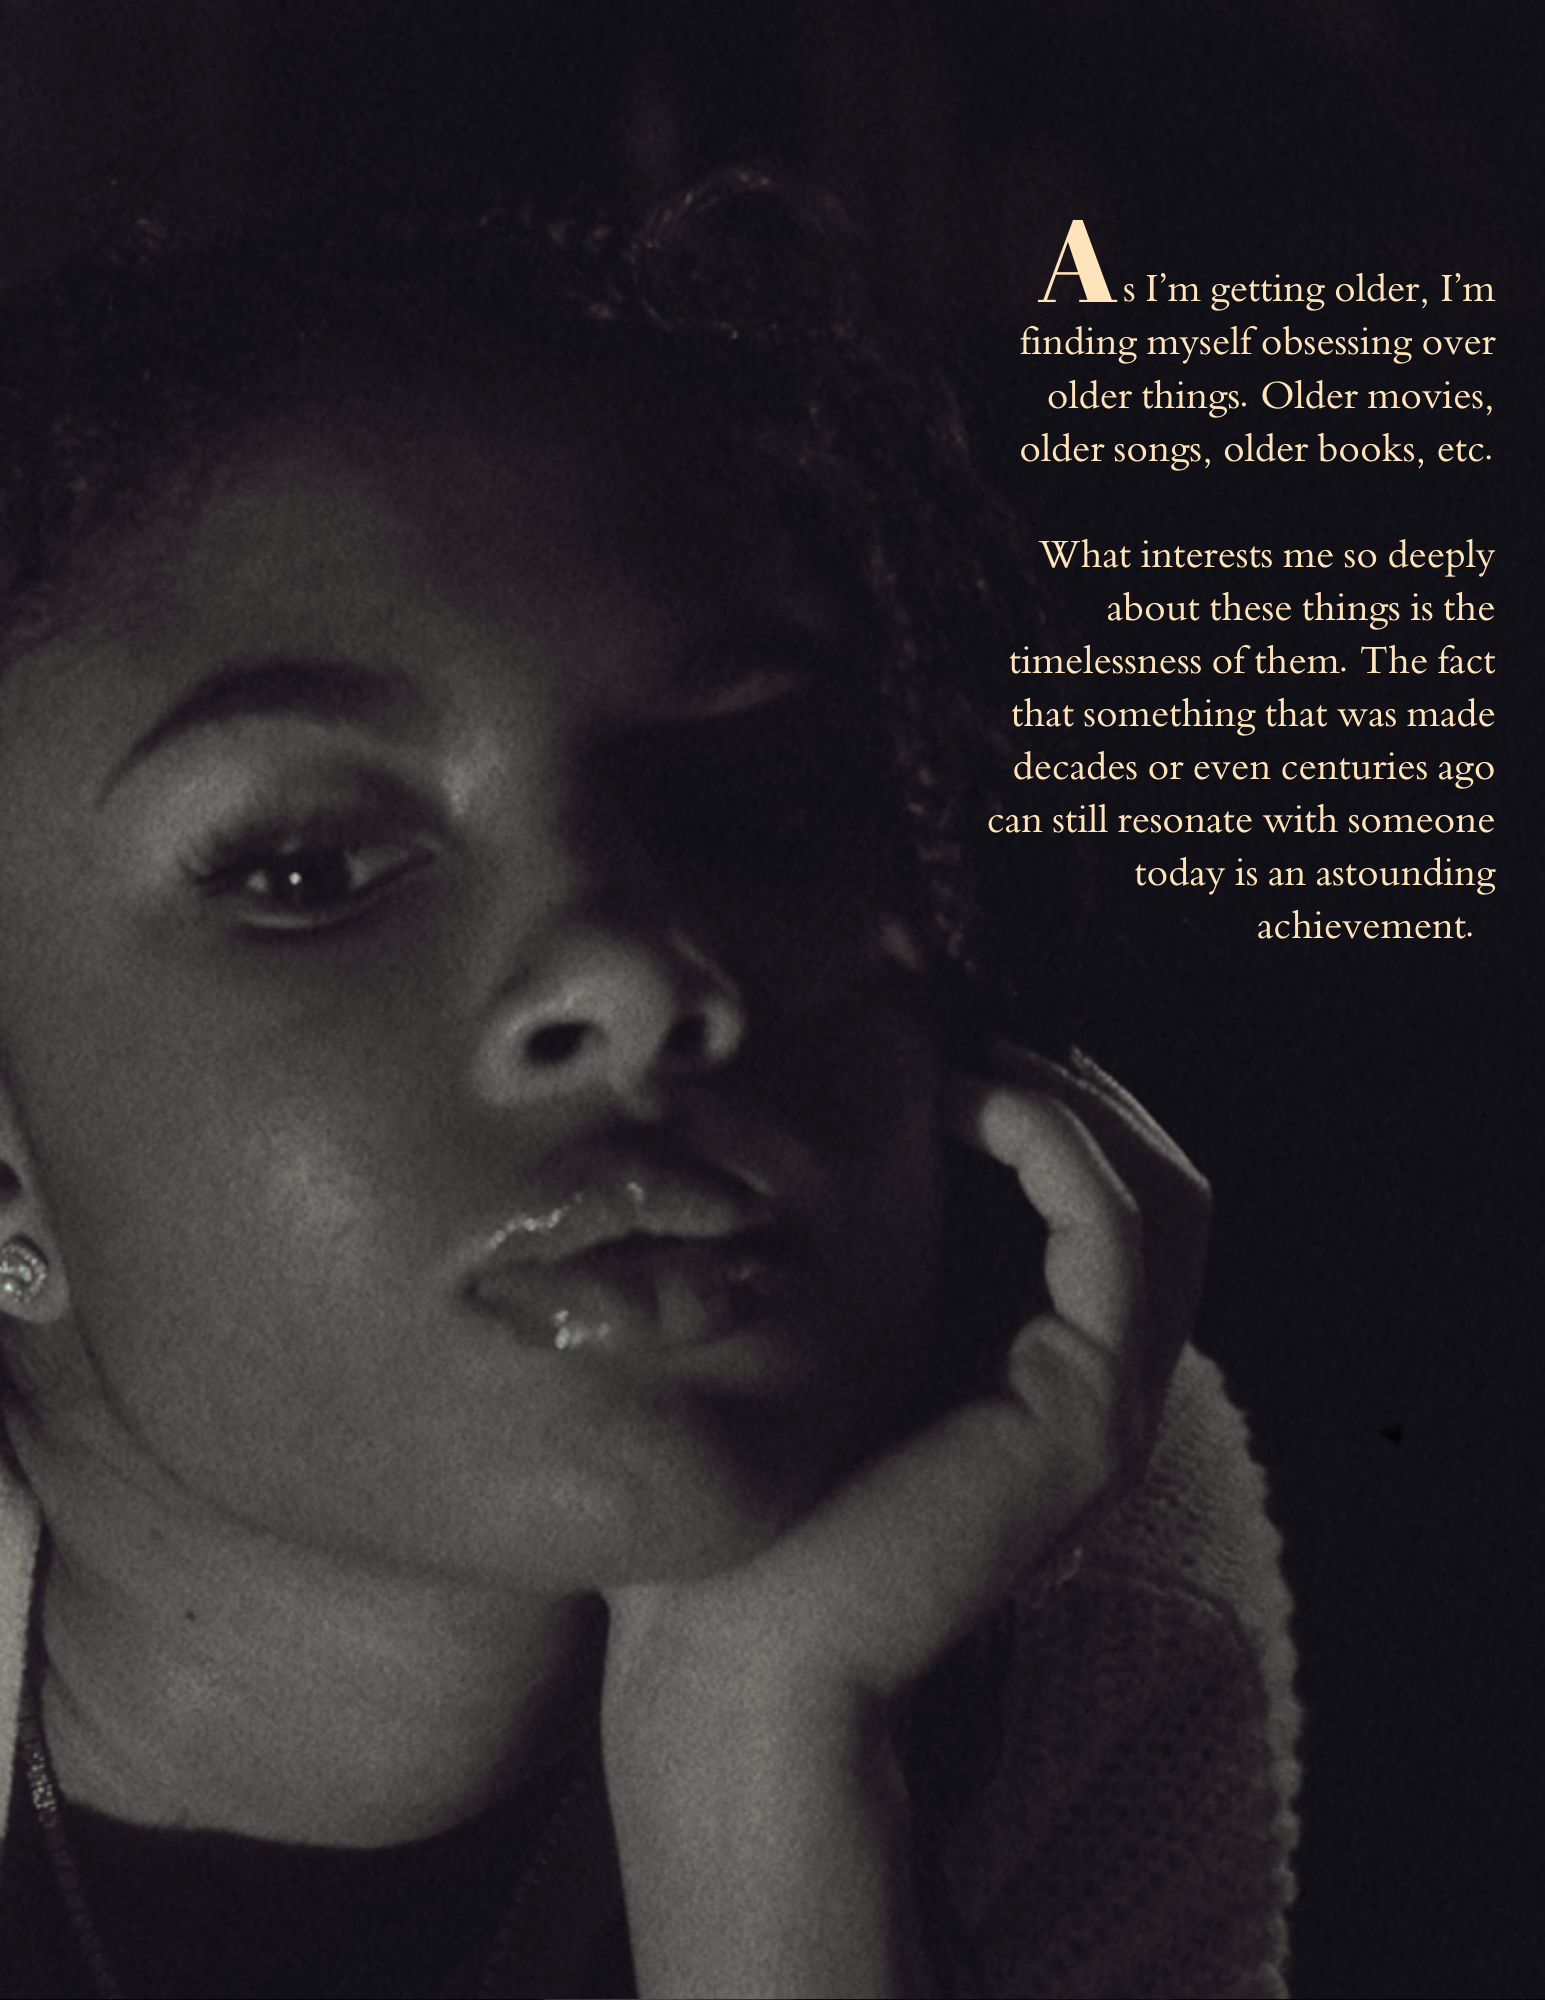 As I’m getting older, I’m
finding myself obsessing over
older things. Older movies,
older songs, older books, etc.
What interests me so deeply
about these things is the
timelessness of them. The fact
that something that was made
decades or even centuries ago
can still resonate with someone
today is an astounding
achievement.